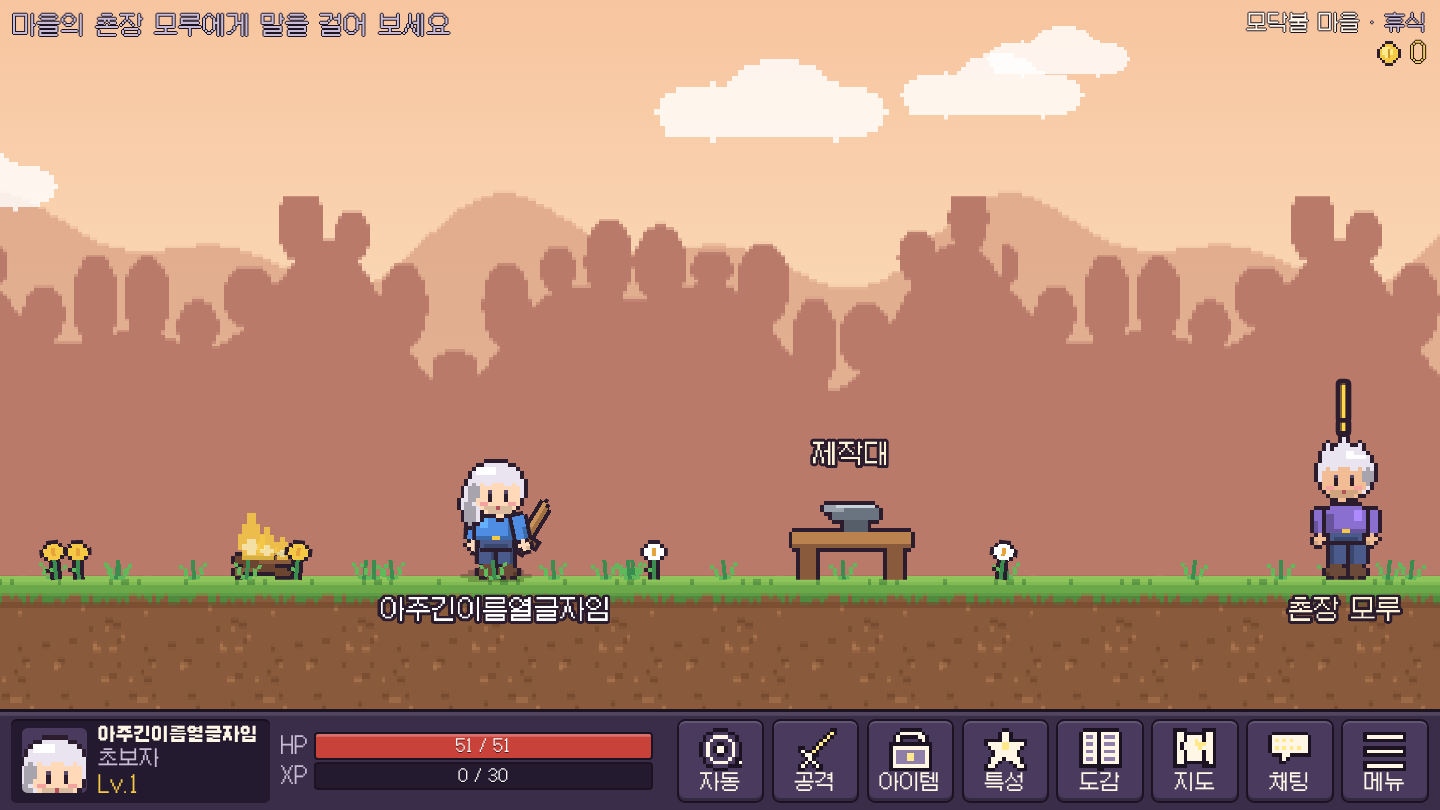 마을의 촌장 모루에게 말을 걸어 보세요
모닥불 마을 · 휴식
0
제작대
아주긴이름열글자임
촌장 모루
아주긴이름열글자임
초보자
Lv.1
HP 51 / 51
XP 0 / 30
자동 공격 아이템 특성 도감 지도 채팅 메뉴